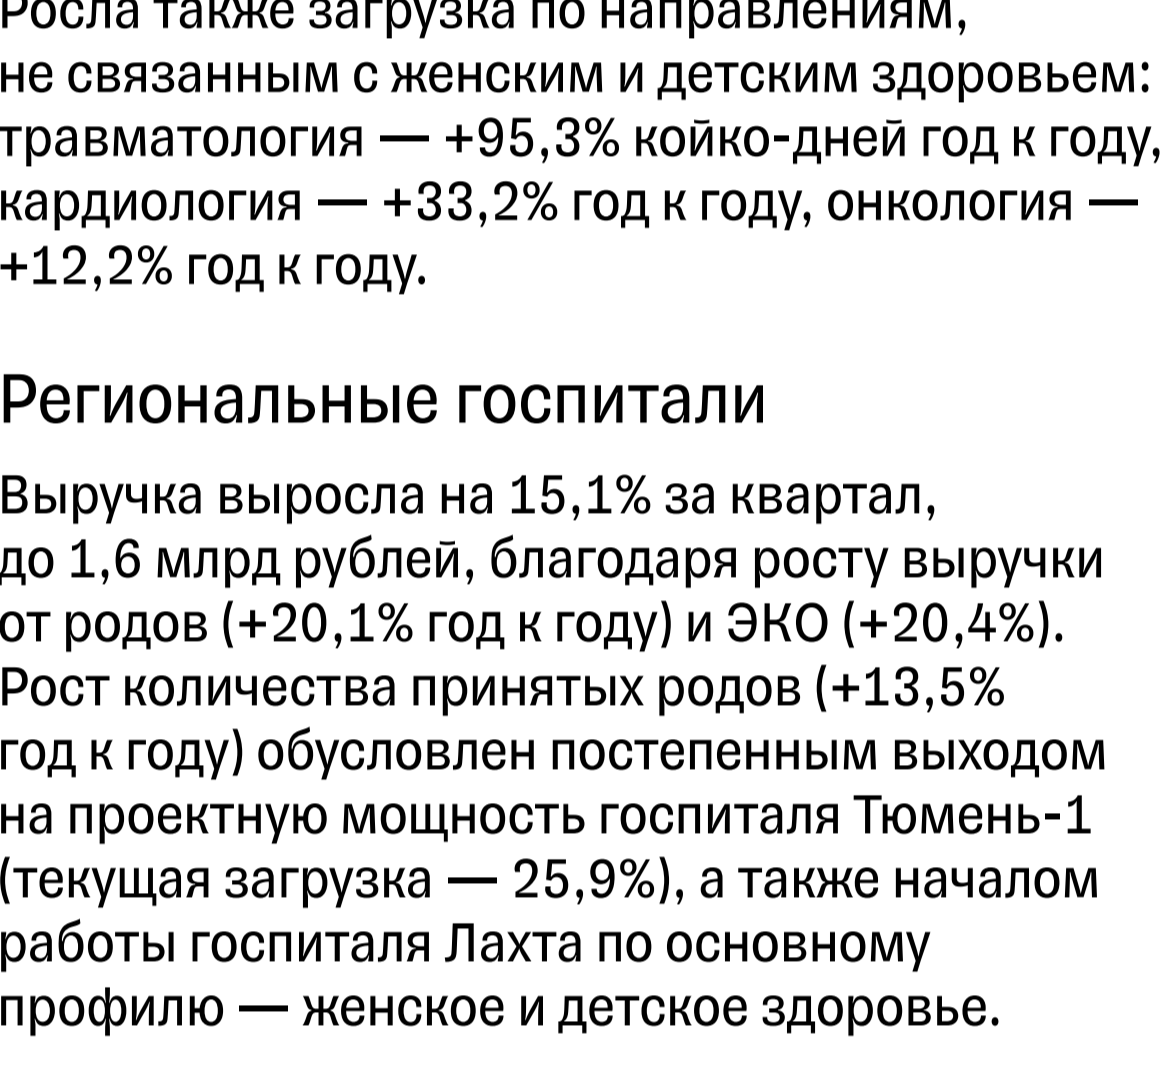 Росла также загрузка по направлениям,
не связанным с женским и детским здоровьем:
травматология — +95,3% койко-дней год к году,
кардиология — +33,2% год к году, онкология —
+12,2% год к году.
Региональные госпитали
Выручка выросла на 15,1% за квартал,
до 1,6 млрд рублей, благодаря росту выручки
от родов (+20,1% год к году) и ЭКО (+20,4%).
Рост количества принятых родов (+13,5%
год к году) обусловлен постепенным выходом
на проектную мощность госпиталя Тюмень-1
(текущая загрузка — 25,9%), а также началом
работы госпиталя Лахта по основному
профилю — женское и детское здоровье.